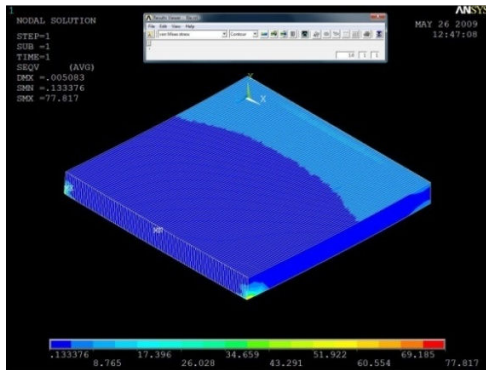 1
NODAL SOLUTION
STEP=1
SUB =1
TIME=1
SEQV (AVG)
DMX =.005083
SMN =.133376
SMX =77.817
ANSYS
MAY 26 2009
12:47:08
File Edit View Help
Contour
X
MN
.133376 17.396 34.659 51.922 69.185
8.765 26.028 43.291 60.554 77.817